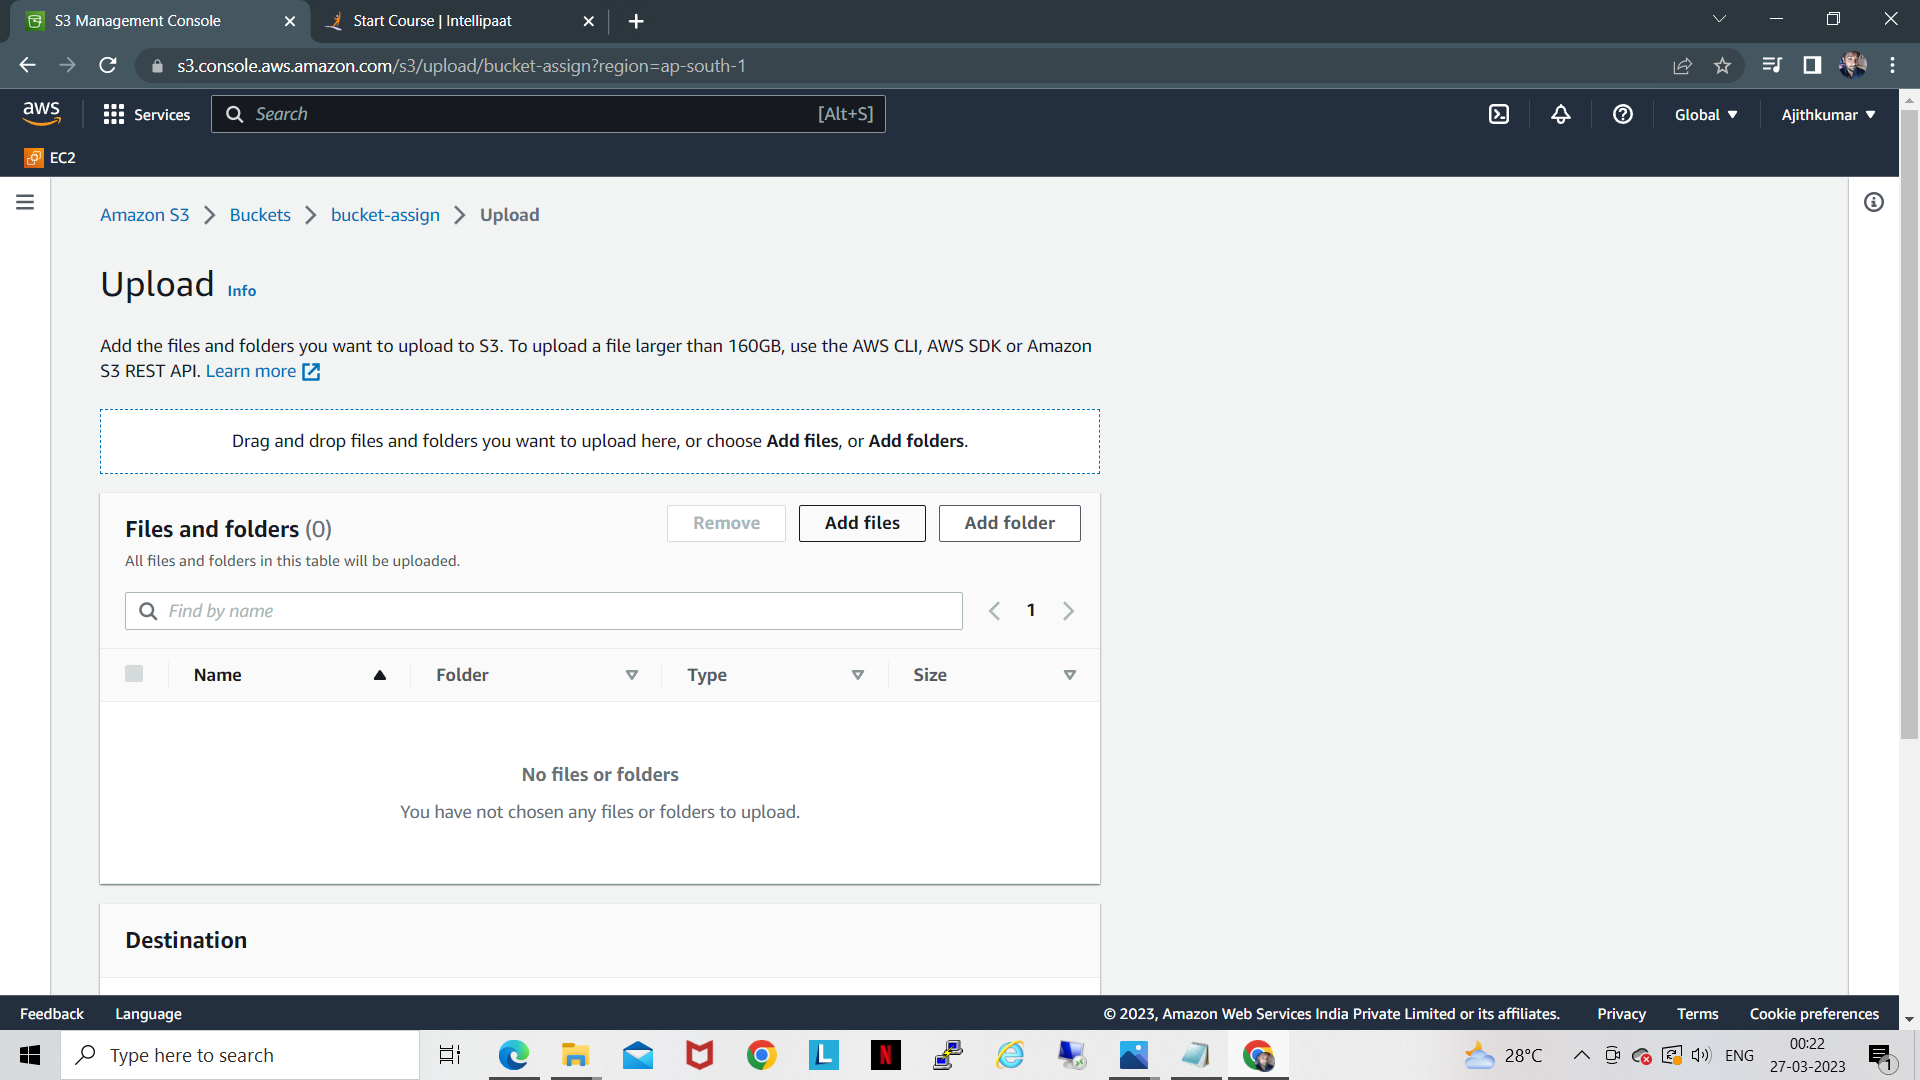 S3 Management Console
Start Course | Intellipaat
s3.console.aws.amazon.com/s3/upload/bucket-assign?region=ap-south-1
aws
Services
Search
[Alt+S]
Global
Ajithkumar
EC2
Amazon S3 > Buckets > bucket-assign > Upload
Upload Info
Add the files and folders you want to upload to S3. To upload a file larger than 160GB, use the AWS CLI, AWS SDK or Amazon
S3 REST API. Learn more
Drag and drop files and folders you want to upload here, or choose Add files, or Add folders.
Files and folders (0)
Remove
Add files
Add folder
All files and folders in this table will be uploaded.
Find by name
1
Name
Folder
Type
Size
No files or folders
You have not chosen any files or folders to upload.
Destination
Feedback
Language
© 2023, Amazon Web Services India Private Limited or its affiliates.
Privacy
Terms
Cookie preferences
Type here to search
L
N
28°C
ENG
00:22
27-03-2023
1